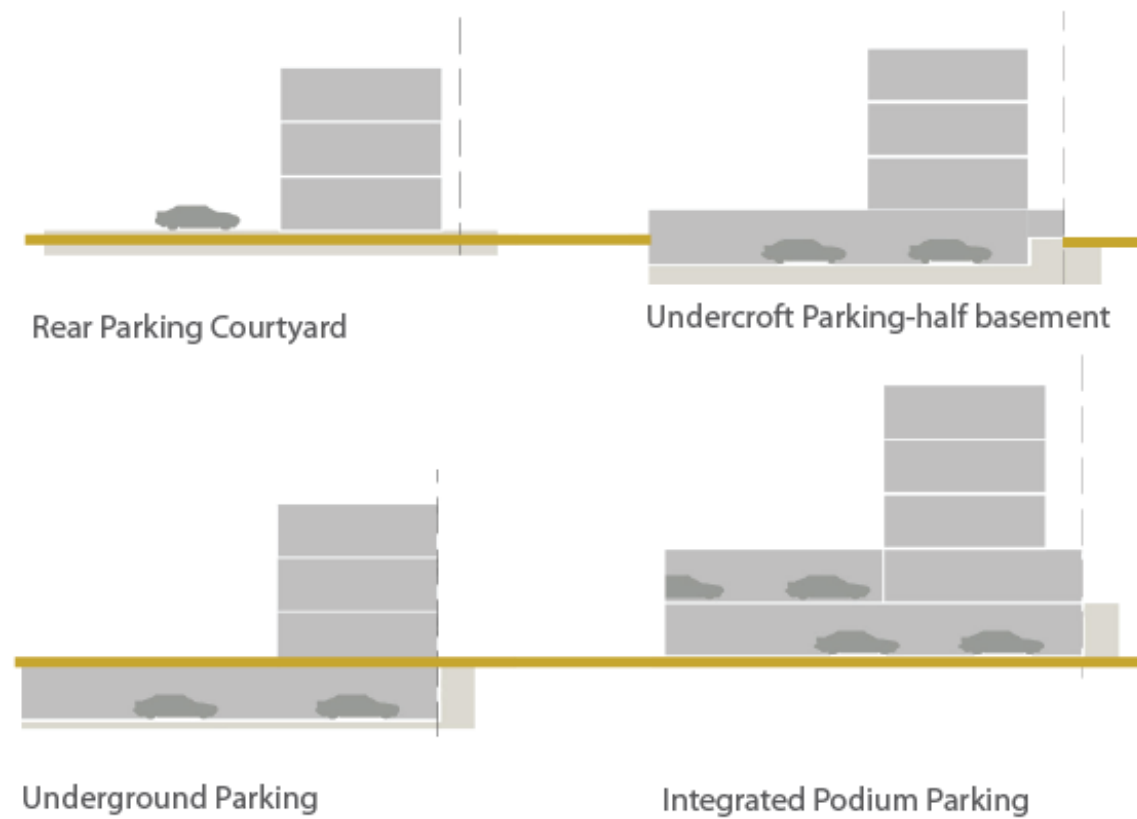 Rear Parking Courtyard
Undercroft Parking-half basement
Underground Parking
Integrated Podium Parking